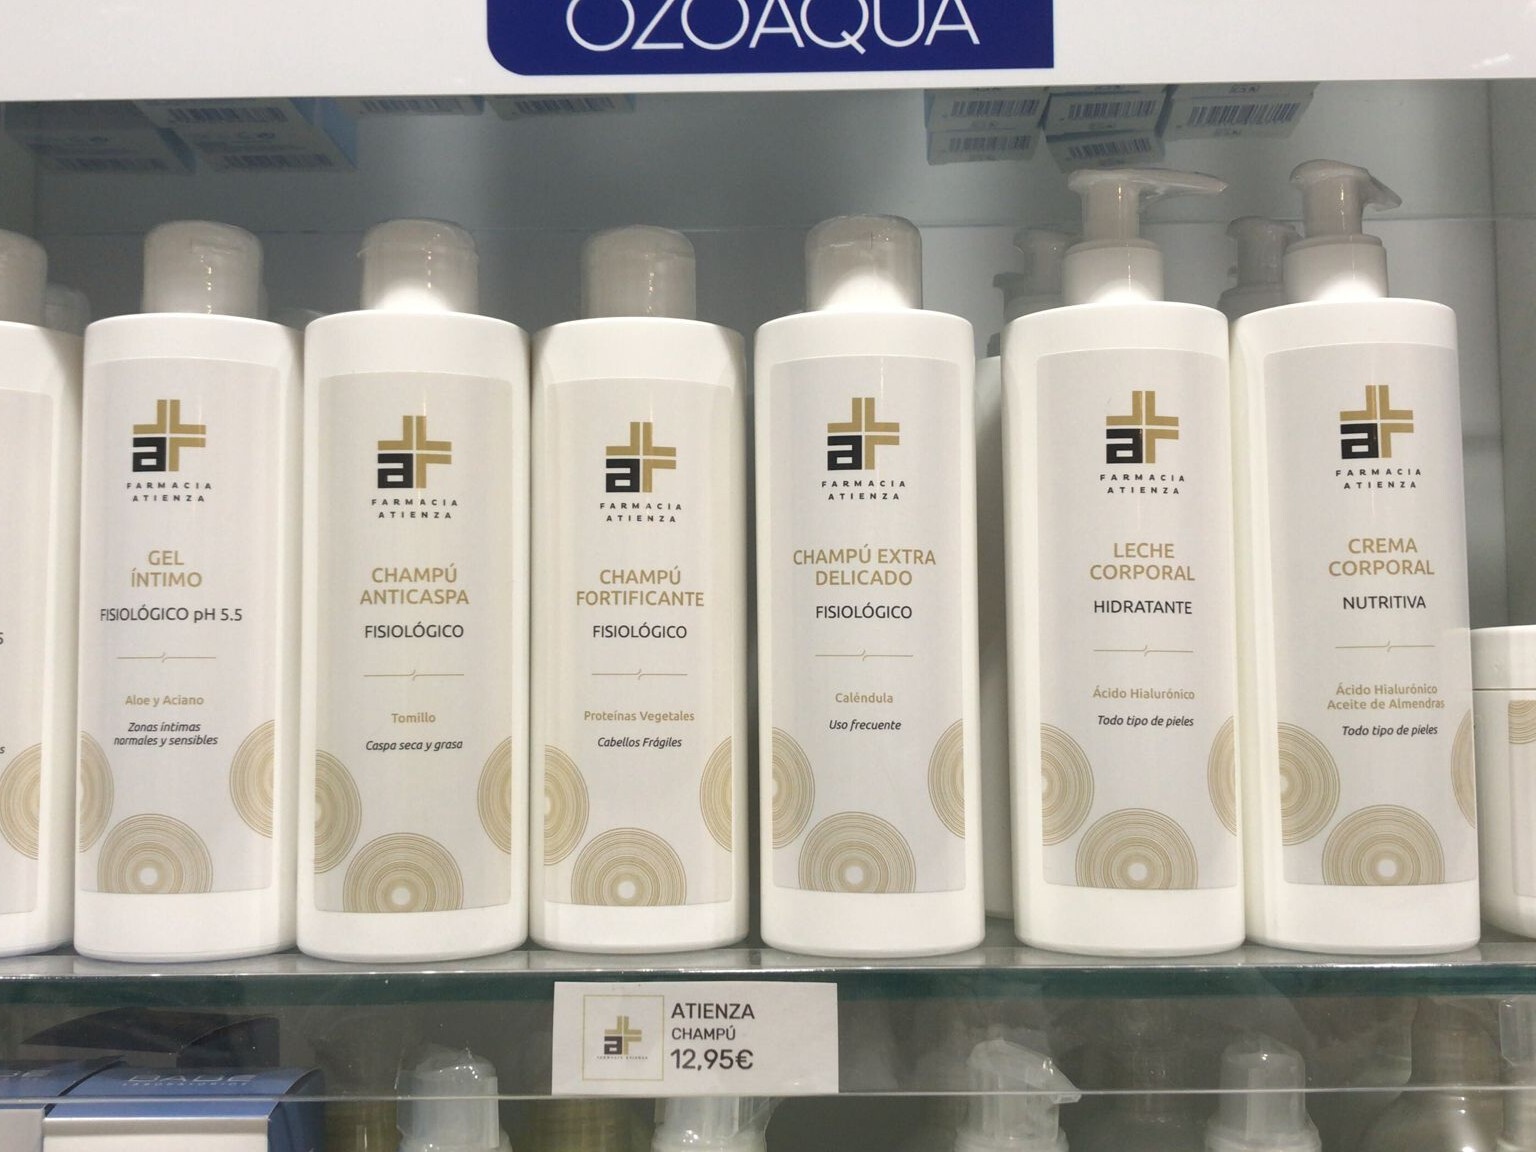 OZOAQUA
FARMACIA
ATIENZA
GEL
ÍNTIMO
FISIOLÓGICO pH 5.5
Aloe y Aciano
Zonas íntimas
normales y sensibles
FARMACIA
ATIENZA
CHAMPÚ
ANTICASPA
FISIOLÓGICO
Tomillo
Caspa seca y grasa
FARMACIA
ATIENZA
CHAMPÚ
FORTIFICANTE
FISIOLÓGICO
Proteínas Vegetales
Cabellos Frágiles
FARMACIA
ATIENZA
CHAMPÚ EXTRA
DELICADO
FISIOLÓGICO
Caléndula
Uso frecuente
FARMACIA
ATIENZA
LECHE
CORPORAL
HIDRATANTE
Ácido Hialurónico
Todo tipo de pieles
FARMACIA
ATIENZA
CREMA
CORPORAL
NUTRITIVA
Ácido Hialurónico
Aceite de Almendras
Todo tipo de pieles
ATIENZA
CHAMPÚ
12,95€